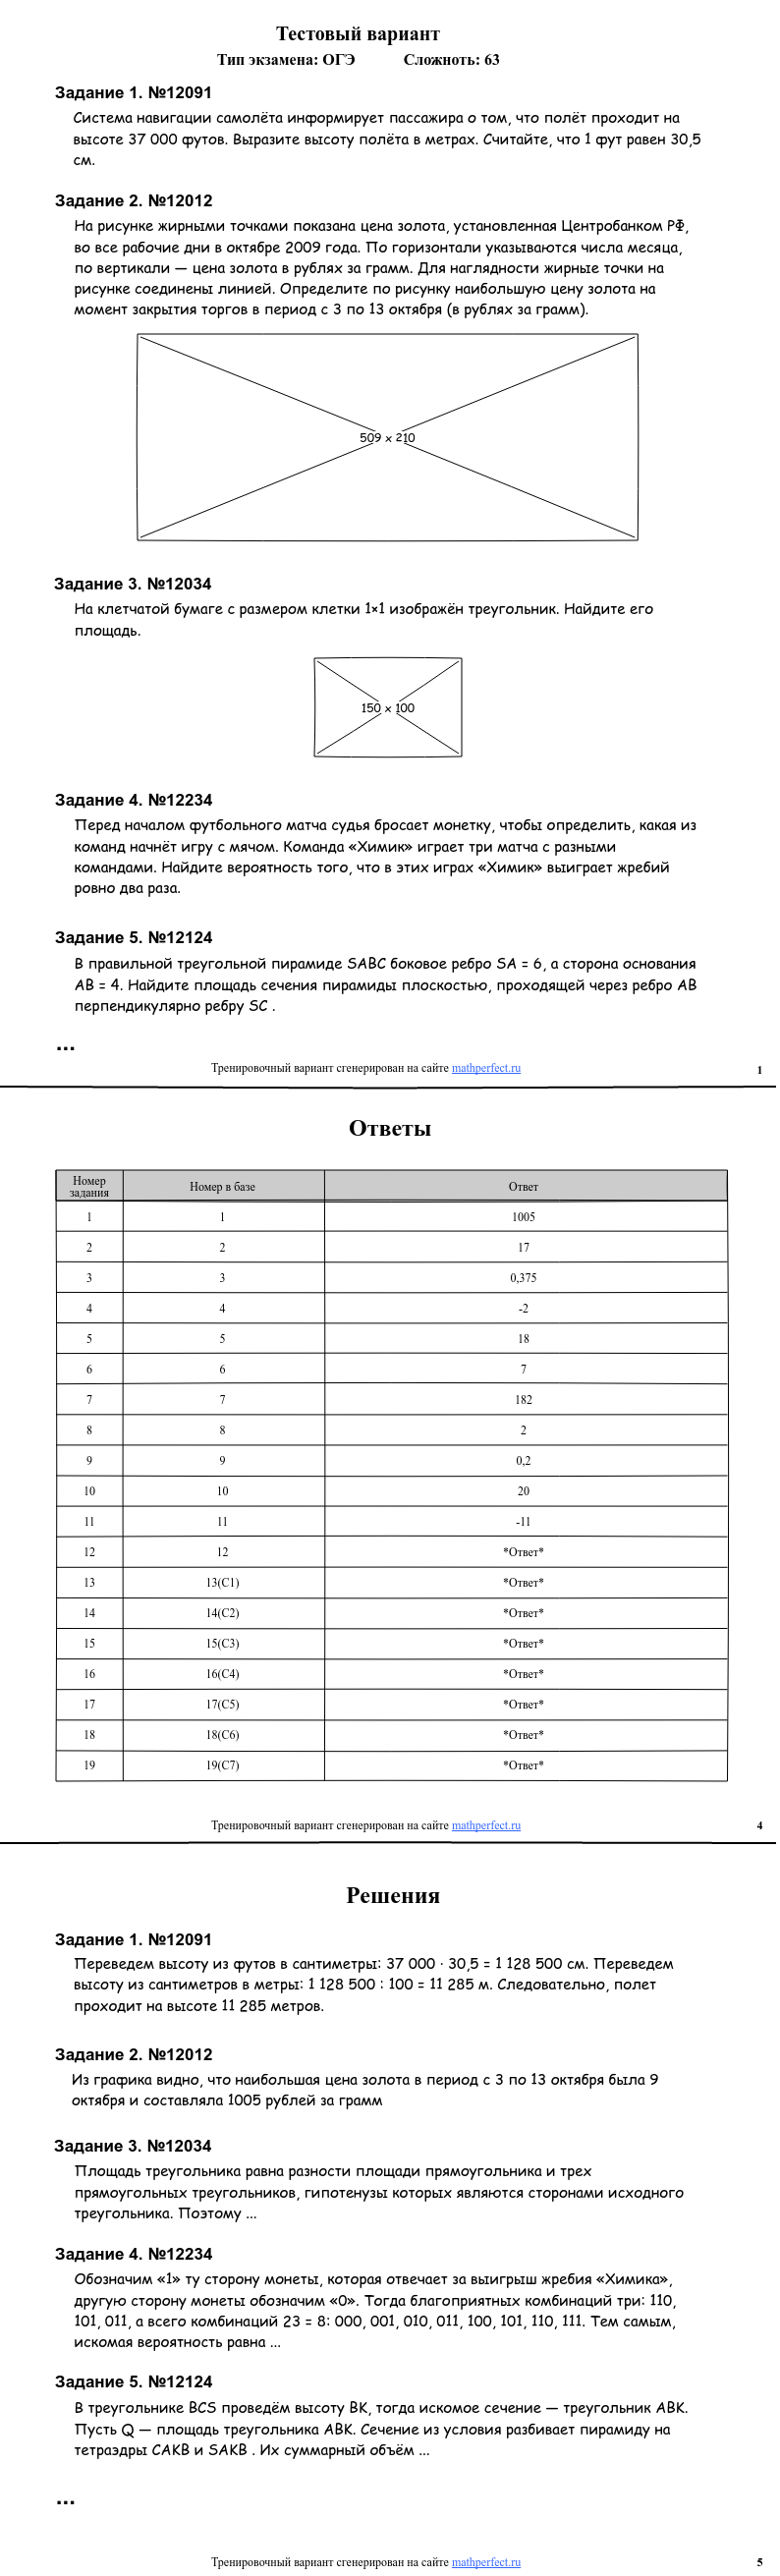 Тестовый вариант
Тип экзамена: ОГЭ Сложноть: 63
Задание 1. №12091
Система навигации самолёта информирует пассажира о том, что полёт проходит на
высоте 37 000 футов. Выразите высоту полёта в метрах. Считайте, что 1 фут равен 30,5
см.
Задание 2. №12012
На рисунке жирными точками показана цена золота, установленная Центробанком РФ,
во все рабочие дни в октябре 2009 года. По горизонтали указываются числа месяца,
по вертикали — цена золота в рублях за грамм. Для наглядности жирные точки на
рисунке соединены линией. Определите по рисунку наибольшую цену золота на
момент закрытия торгов в период с 3 по 13 октября (в рублях за грамм).
509 x 210
Задание 3. №12034
На клетчатой бумаге с размером клетки 1×1 изображён треугольник. Найдите его
площадь.
150 x 100
Задание 4. №12234
Перед началом футбольного матча судья бросает монетку, чтобы определить, какая из
команд начнёт игру с мячом. Команда «Химик» играет три матча с разными
командами. Найдите вероятность того, что в этих играх «Химик» выиграет жребий
ровно два раза.
Задание 5. №12124
В правильной треугольной пирамиде SABC боковое ребро SA = 6, а сторона основания
AB = 4. Найдите площадь сечения пирамиды плоскостью, проходящей через ребро AB
перпендикулярно ребру SC .
...
Тренировочный вариант сгенерирован на сайте mathperfect.ru 1
Ответы
Номер задания Номер в базе Ответ
1 1 1005
2 2 17
3 3 0,375
4 4 -2
5 5 18
6 6 7
7 7 182
8 8 2
9 9 0,2
10 10 20
11 11 -11
12 12 *Ответ*
13 13(C1) *Ответ*
14 14(C2) *Ответ*
15 15(C3) *Ответ*
16 16(C4) *Ответ*
17 17(C5) *Ответ*
18 18(C6) *Ответ*
19 19(C7) *Ответ*
Тренировочный вариант сгенерирован на сайте mathperfect.ru 4
Решения
Задание 1. №12091
Переведем высоту из футов в сантиметры: 37 000 · 30,5 = 1 128 500 см. Переведем
высоту из сантиметров в метры: 1 128 500 : 100 = 11 285 м. Следовательно, полет
проходит на высоте 11 285 метров.
Задание 2. №12012
Из графика видно, что наибольшая цена золота в период с 3 по 13 октября была 9
октября и составляла 1005 рублей за грамм
Задание 3. №12034
Площадь треугольника равна разности площади прямоугольника и трех
прямоугольных треугольников, гипотенузы которых являются сторонами исходного
треугольника. Поэтому ...
Задание 4. №12234
Обозначим «1» ту сторону монеты, которая отвечает за выигрыш жребия «Химика»,
другую сторону монеты обозначим «0». Тогда благоприятных комбинаций три: 110,
101, 011, а всего комбинаций 23 = 8: 000, 001, 010, 011, 100, 101, 110, 111. Тем самым,
искомая вероятность равна ...
Задание 5. №12124
В треугольнике BCS проведём высоту BK, тогда искомое сечение — треугольник ABK.
Пусть Q — площадь треугольника ABK. Сечение из условия разбивает пирамиду на
тетраэдры CAKB и SAKB . Их суммарный объём ...
...
Тренировочный вариант сгенерирован на сайте mathperfect.ru 5